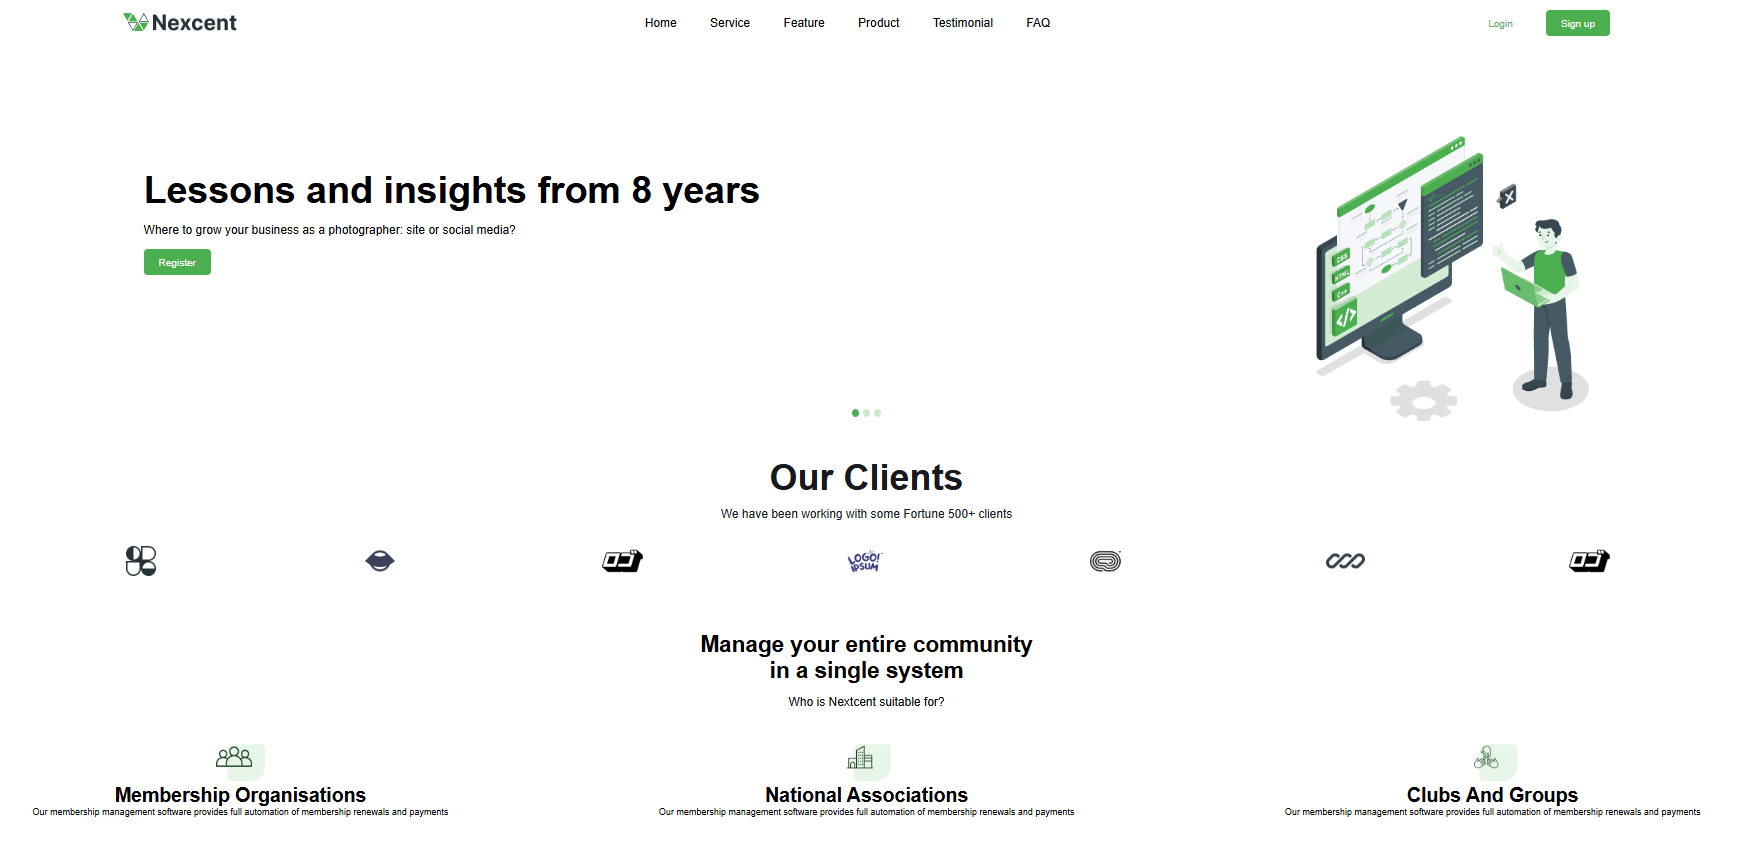 Nexcent
Home Service Feature Product Testimonial FAQ
Login Sign up
Lessons and insights from 8 years
Where to grow your business as a photographer: site or social media?
Register
CSS
HTML
C++
</>
X
Our Clients
We have been working with some Fortune 500+ clients
LOGO!
IPSUM
Manage your entire community
in a single system
Who is Nextcent suitable for?
Membership Organisations
Our membership management software provides full automation of membership renewals and payments
National Associations
Our membership management software provides full automation of membership renewals and payments
Clubs And Groups
Our membership management software provides full automation of membership renewals and payments